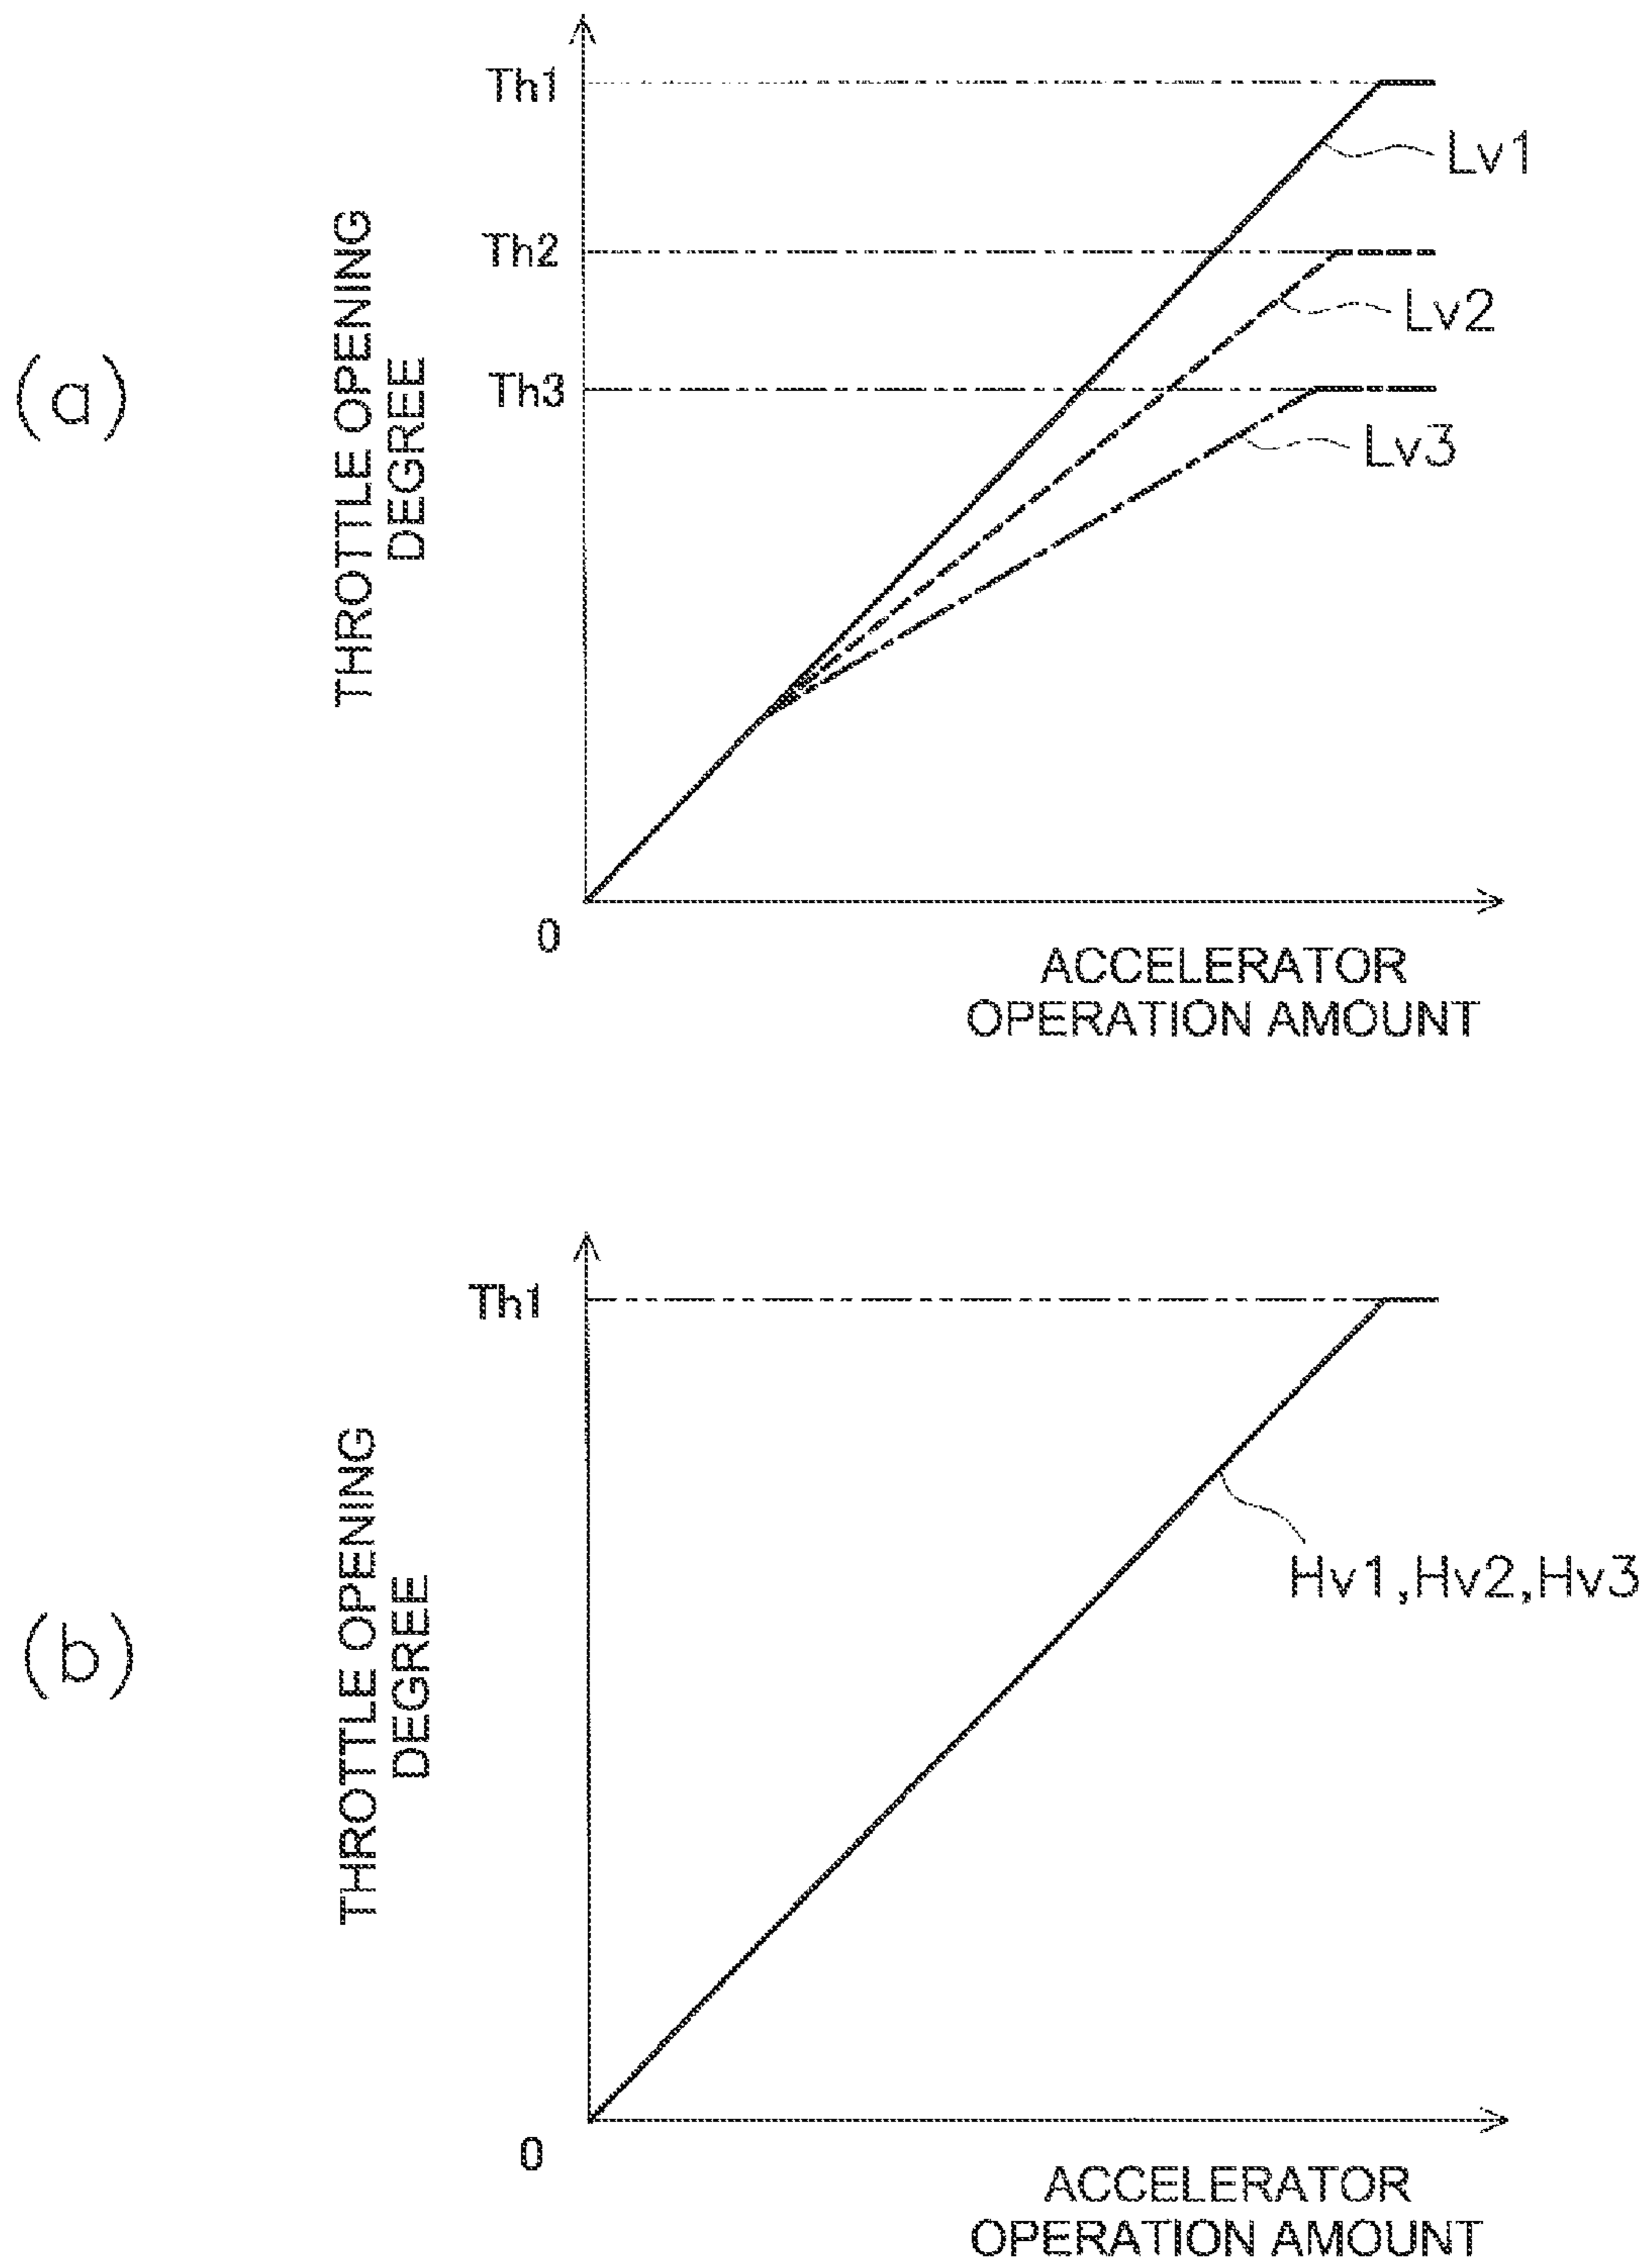 (a)
THROTTLE OPENING
DEGREE
Th1
Th2
Th3
Lv1
Lv2
Lv3
0
ACCELERATOR
OPERATION AMOUNT
(b)
THROTTLE OPENING
DEGREE
Th1
Hv1,Hv2,Hv3
0
ACCELERATOR
OPERATION AMOUNT